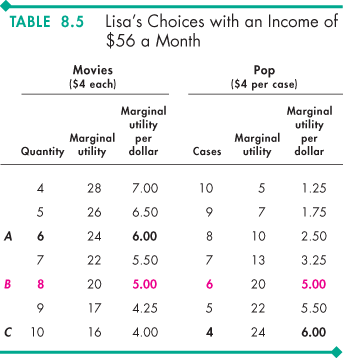 TABLE 8.5 Lisa's Choices with an Income of
$56 a Month
Movies Pop
($4 each) ($4 per case)
Marginal Marginal
utility utility
Marginal per Marginal per
Quantity utility dollar Cases utility dollar
4 28 7.00 10 5 1.25
5 26 6.50 9 7 1.75
A 6 24 6.00 8 10 2.50
7 22 5.50 7 13 3.25
B 8 20 5.00 6 20 5.00
9 17 4.25 5 22 5.50
C 10 16 4.00 4 24 6.00